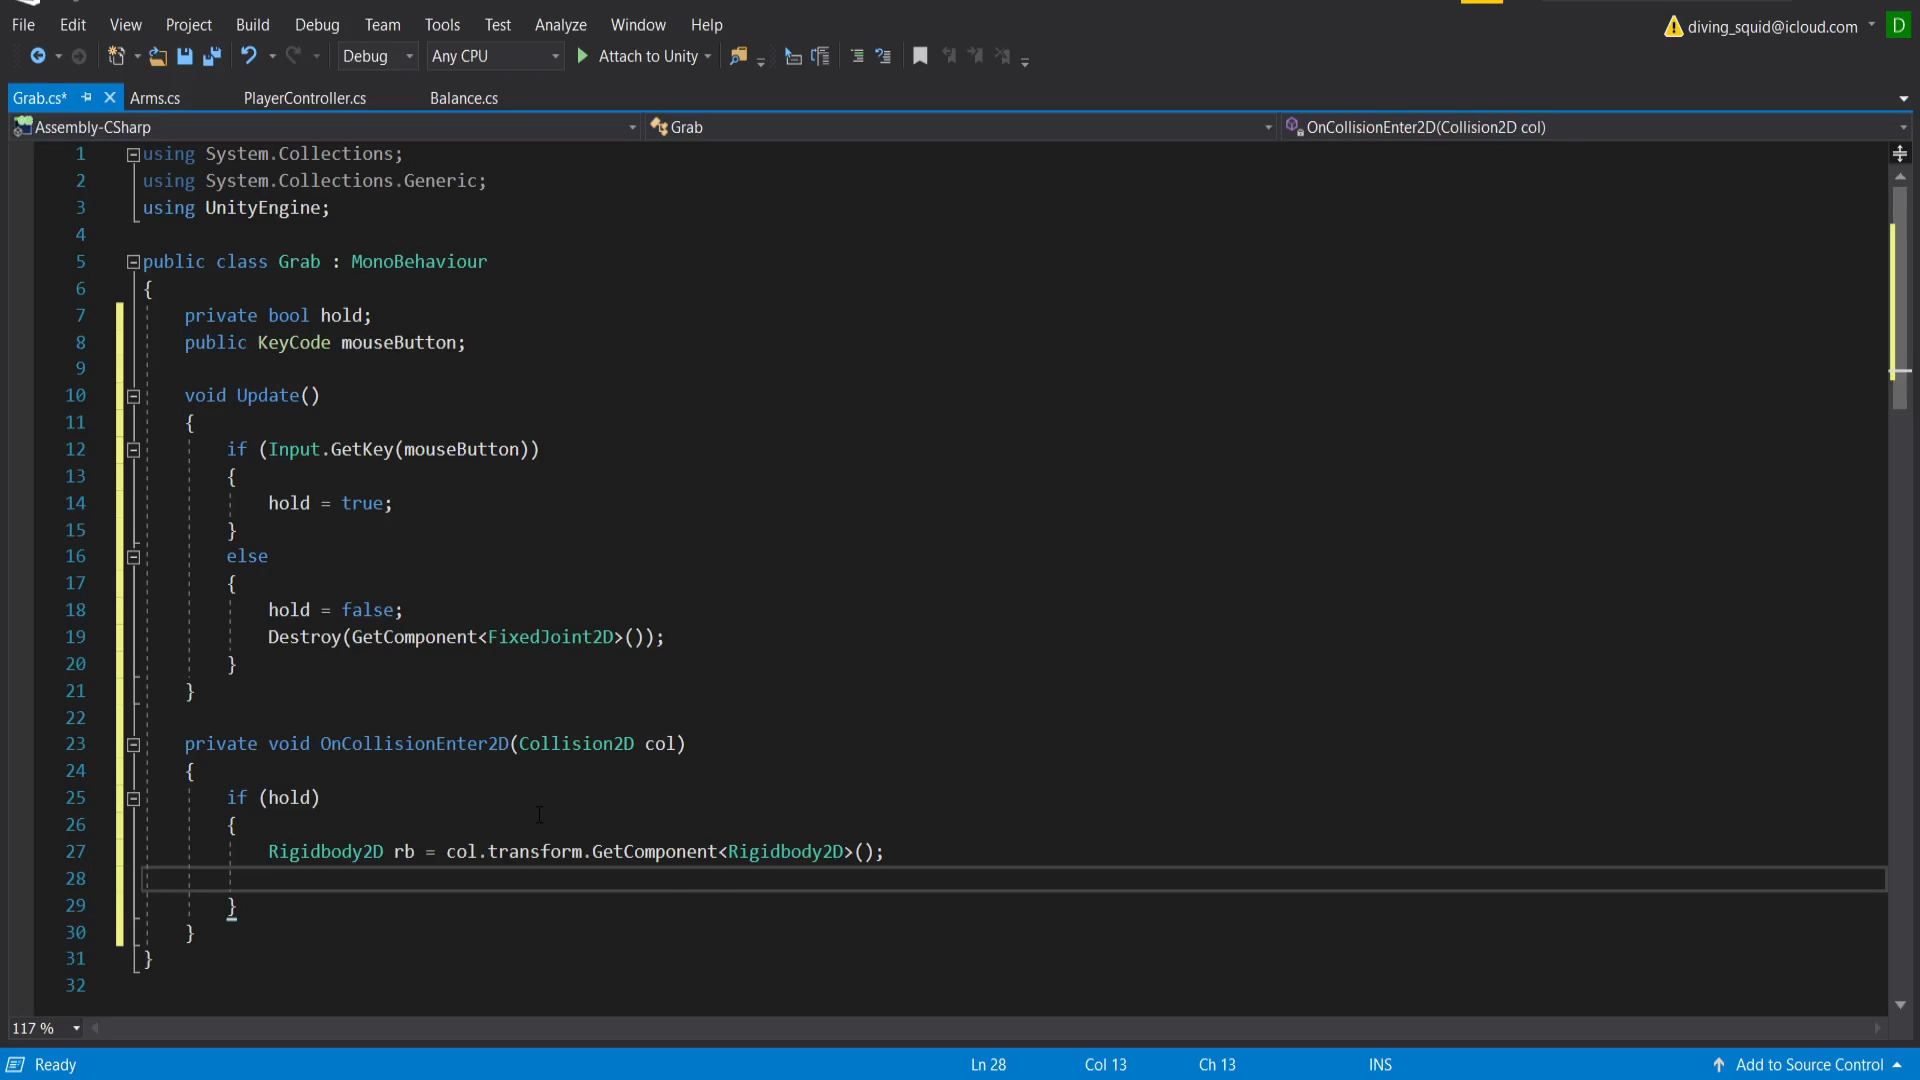 File Edit View Project Build Debug Team Tools Test Analyze Window Help diving_squid@icloud.com D
Debug Any CPU Attach to Unity
Grab.cs* Arms.cs PlayerController.cs Balance.cs
Assembly-CSharp Grab OnCollisionEnter2D(Collision2D col)
1 using System.Collections;
2 using System.Collections.Generic;
3 using UnityEngine;
4
5 public class Grab : MonoBehaviour
6 {
7 private bool hold;
8 public KeyCode mouseButton;
9
10 void Update()
11 {
12 if (Input.GetKey(mouseButton))
13 {
14 hold = true;
15 }
16 else
17 {
18 hold = false;
19 Destroy(GetComponent<FixedJoint2D>());
20 }
21 }
22
23 private void OnCollisionEnter2D(Collision2D col)
24 {
25 if (hold)
26 {
27 Rigidbody2D rb = col.transform.GetComponent<Rigidbody2D>();
28
29 }
30 }
31 }
32
117 %
Ready Ln 28 Col 13 Ch 13 INS Add to Source Control